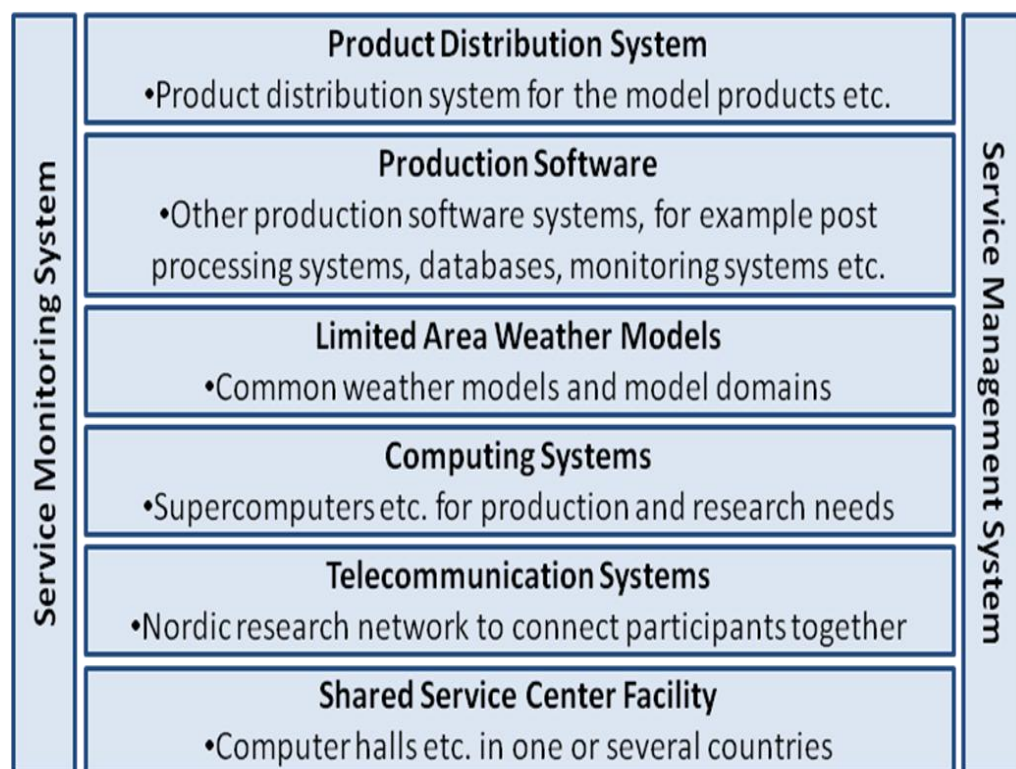 Service Monitoring System
Product Distribution System
•Product distribution system for the model products etc.
Production Software
•Other production software systems, for example post
processing systems, databases, monitoring systems etc.
Limited Area Weather Models
•Common weather models and model domains
Computing Systems
•Supercomputers etc. for production and research needs
Telecommunication Systems
•Nordic research network to connect participants together
Shared Service Center Facility
•Computer halls etc. in one or several countries
Service Management System